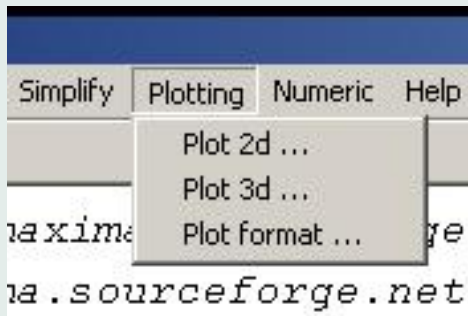 Simplify Plotting Numeric Help
Plot 2d ...
Plot 3d ...
Plot format ...
.sourceforge.net